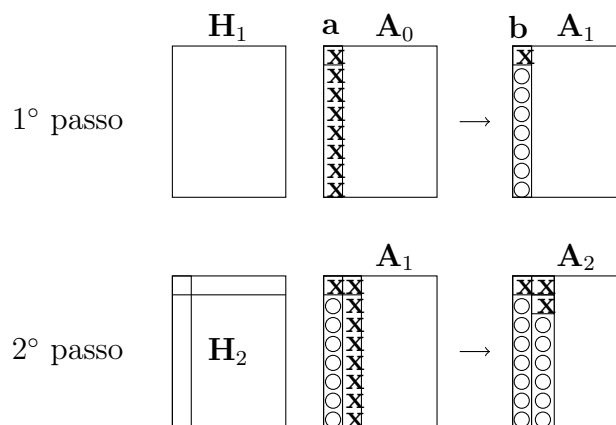 H₁ a A₀ b A₁
1° passo
x x
x
x
x
x
x
x
x
→
A₁ A₂
x x x x
x x
2° passo H₂ x
x →
x
x
x
x